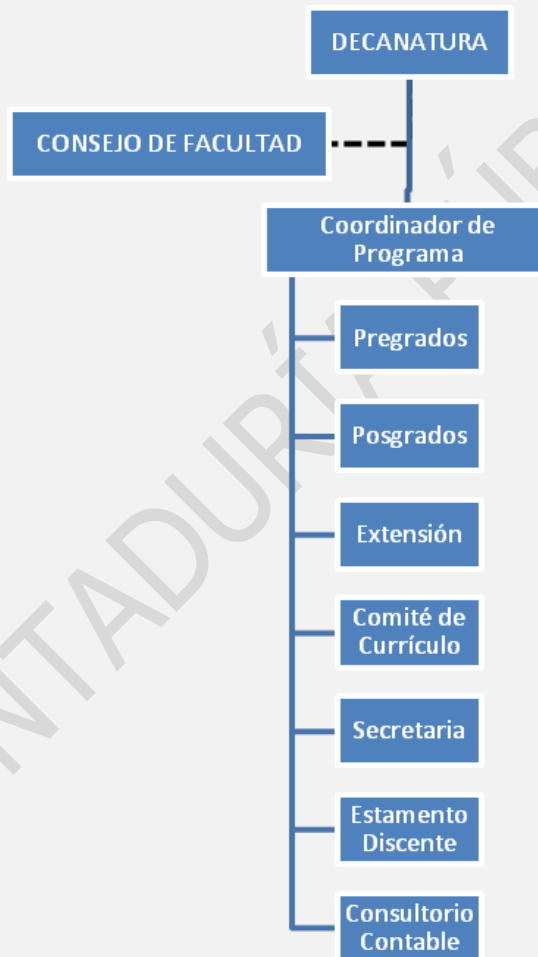 DECANATURA
CONSEJO DE FACULTAD
Coordinador de
Programa
Pregrados
Posgrados
Extensión
Comité de
Currículo
Secretaria
Estamento
Discente
Consultorio
Contable